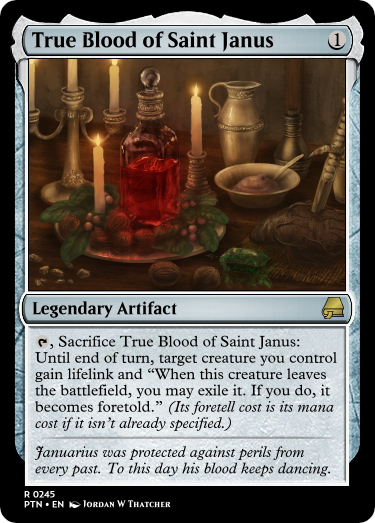 True Blood of Saint Janus 1
Legendary Artifact
, Sacrifice True Blood of Saint Janus:
Until end of turn, target creature you control
gain lifelink and “When this creature leaves
the battlefield, you may exile it. If you do, it
becomes foretold.” (Its foretell cost is its mana
cost if it isn't already specified.)
Januarius was protected against perils from
every past. To this day his blood keeps dancing.
R 0245
PTN • EN Jordan W Thatcher